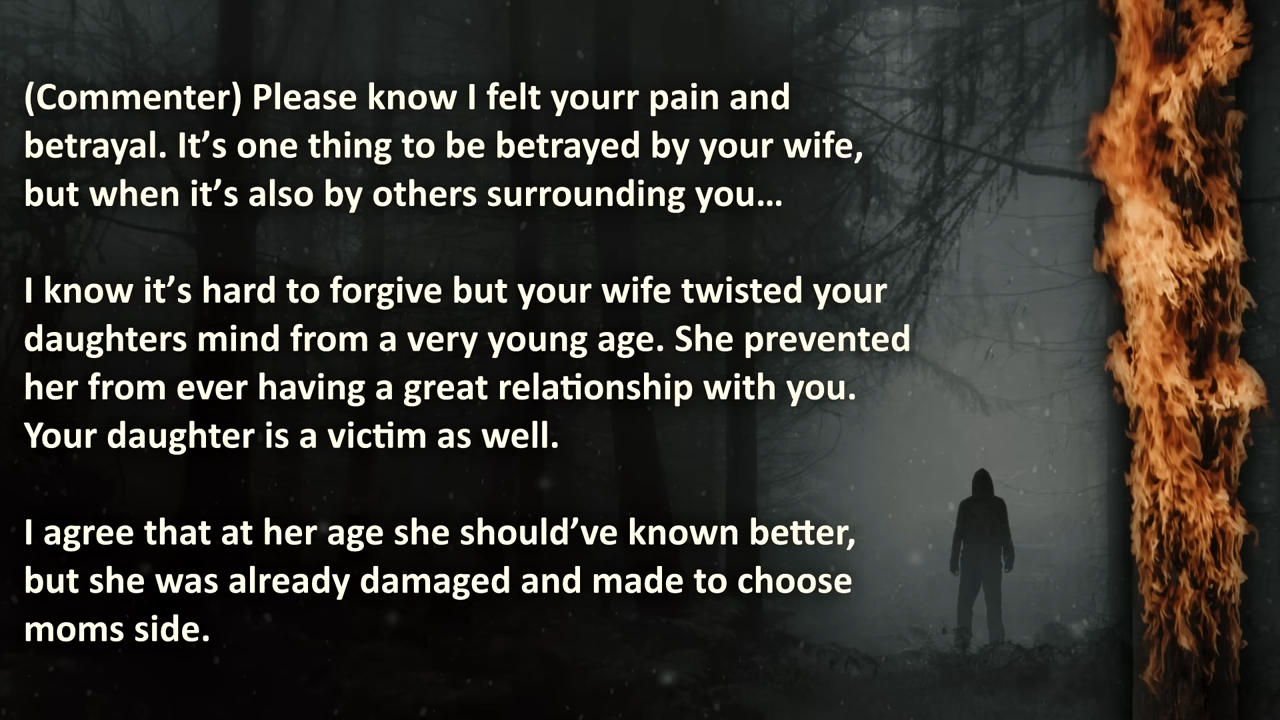 (Commenter) Please know I felt yourr pain and
betrayal. It’s one thing to be betrayed by your wife,
but when it’s also by others surrounding you…
I know it’s hard to forgive but your wife twisted your
daughters mind from a very young age. She prevented
her from ever having a great relationship with you.
Your daughter is a victim as well.
I agree that at her age she should’ve known better,
but she was already damaged and made to choose
moms side.